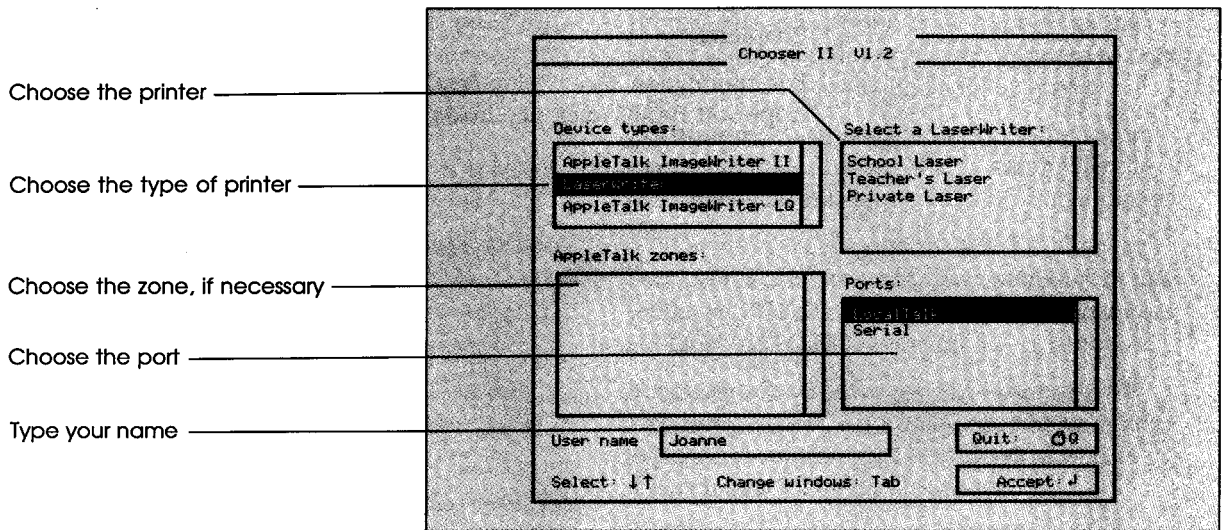 Chooser II V1.2
Choose the printer
Device types:
Select a LaserWriter:
AppleTalk ImageWriter II
LaserWriter
AppleTalk ImageWriter LQ
School Laser
Teacher's Laser
Private Laser
Choose the type of printer
AppleTalk zones:
Choose the zone, if necessary
Ports:
LocalTalk
Serial
Choose the port
Type your name
User name
Joanne
Quit: Q
Select: ↓↑
Change windows: Tab
Accept: ↲